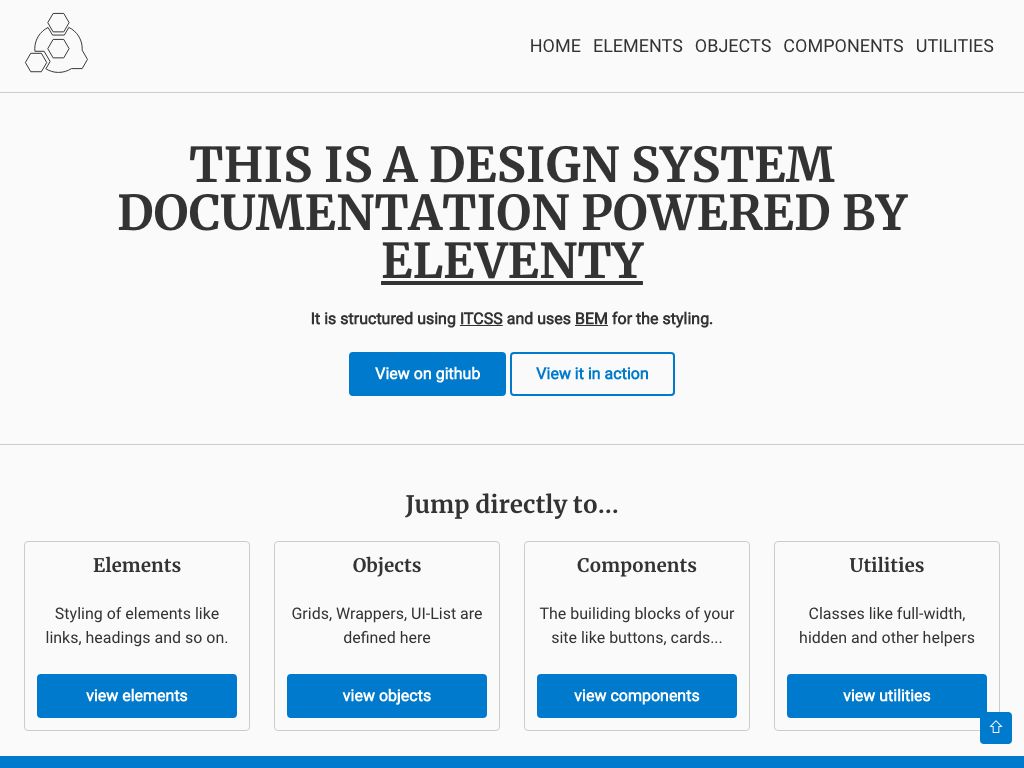 HOME ELEMENTS OBJECTS COMPONENTS UTILITIES
THIS IS A DESIGN SYSTEM
DOCUMENTATION POWERED BY
ELEVENTY
It is structured using ITCSS and uses BEM for the styling.
View on github
View it in action
Jump directly to...
Elements
Styling of elements like
links, headings and so on.
view elements
Objects
Grids, Wrappers, UI-List are
defined here
view objects
Components
The builiding blocks of your
site like buttons, cards...
view components
Utilities
Classes like full-width,
hidden and other helpers
view utilities